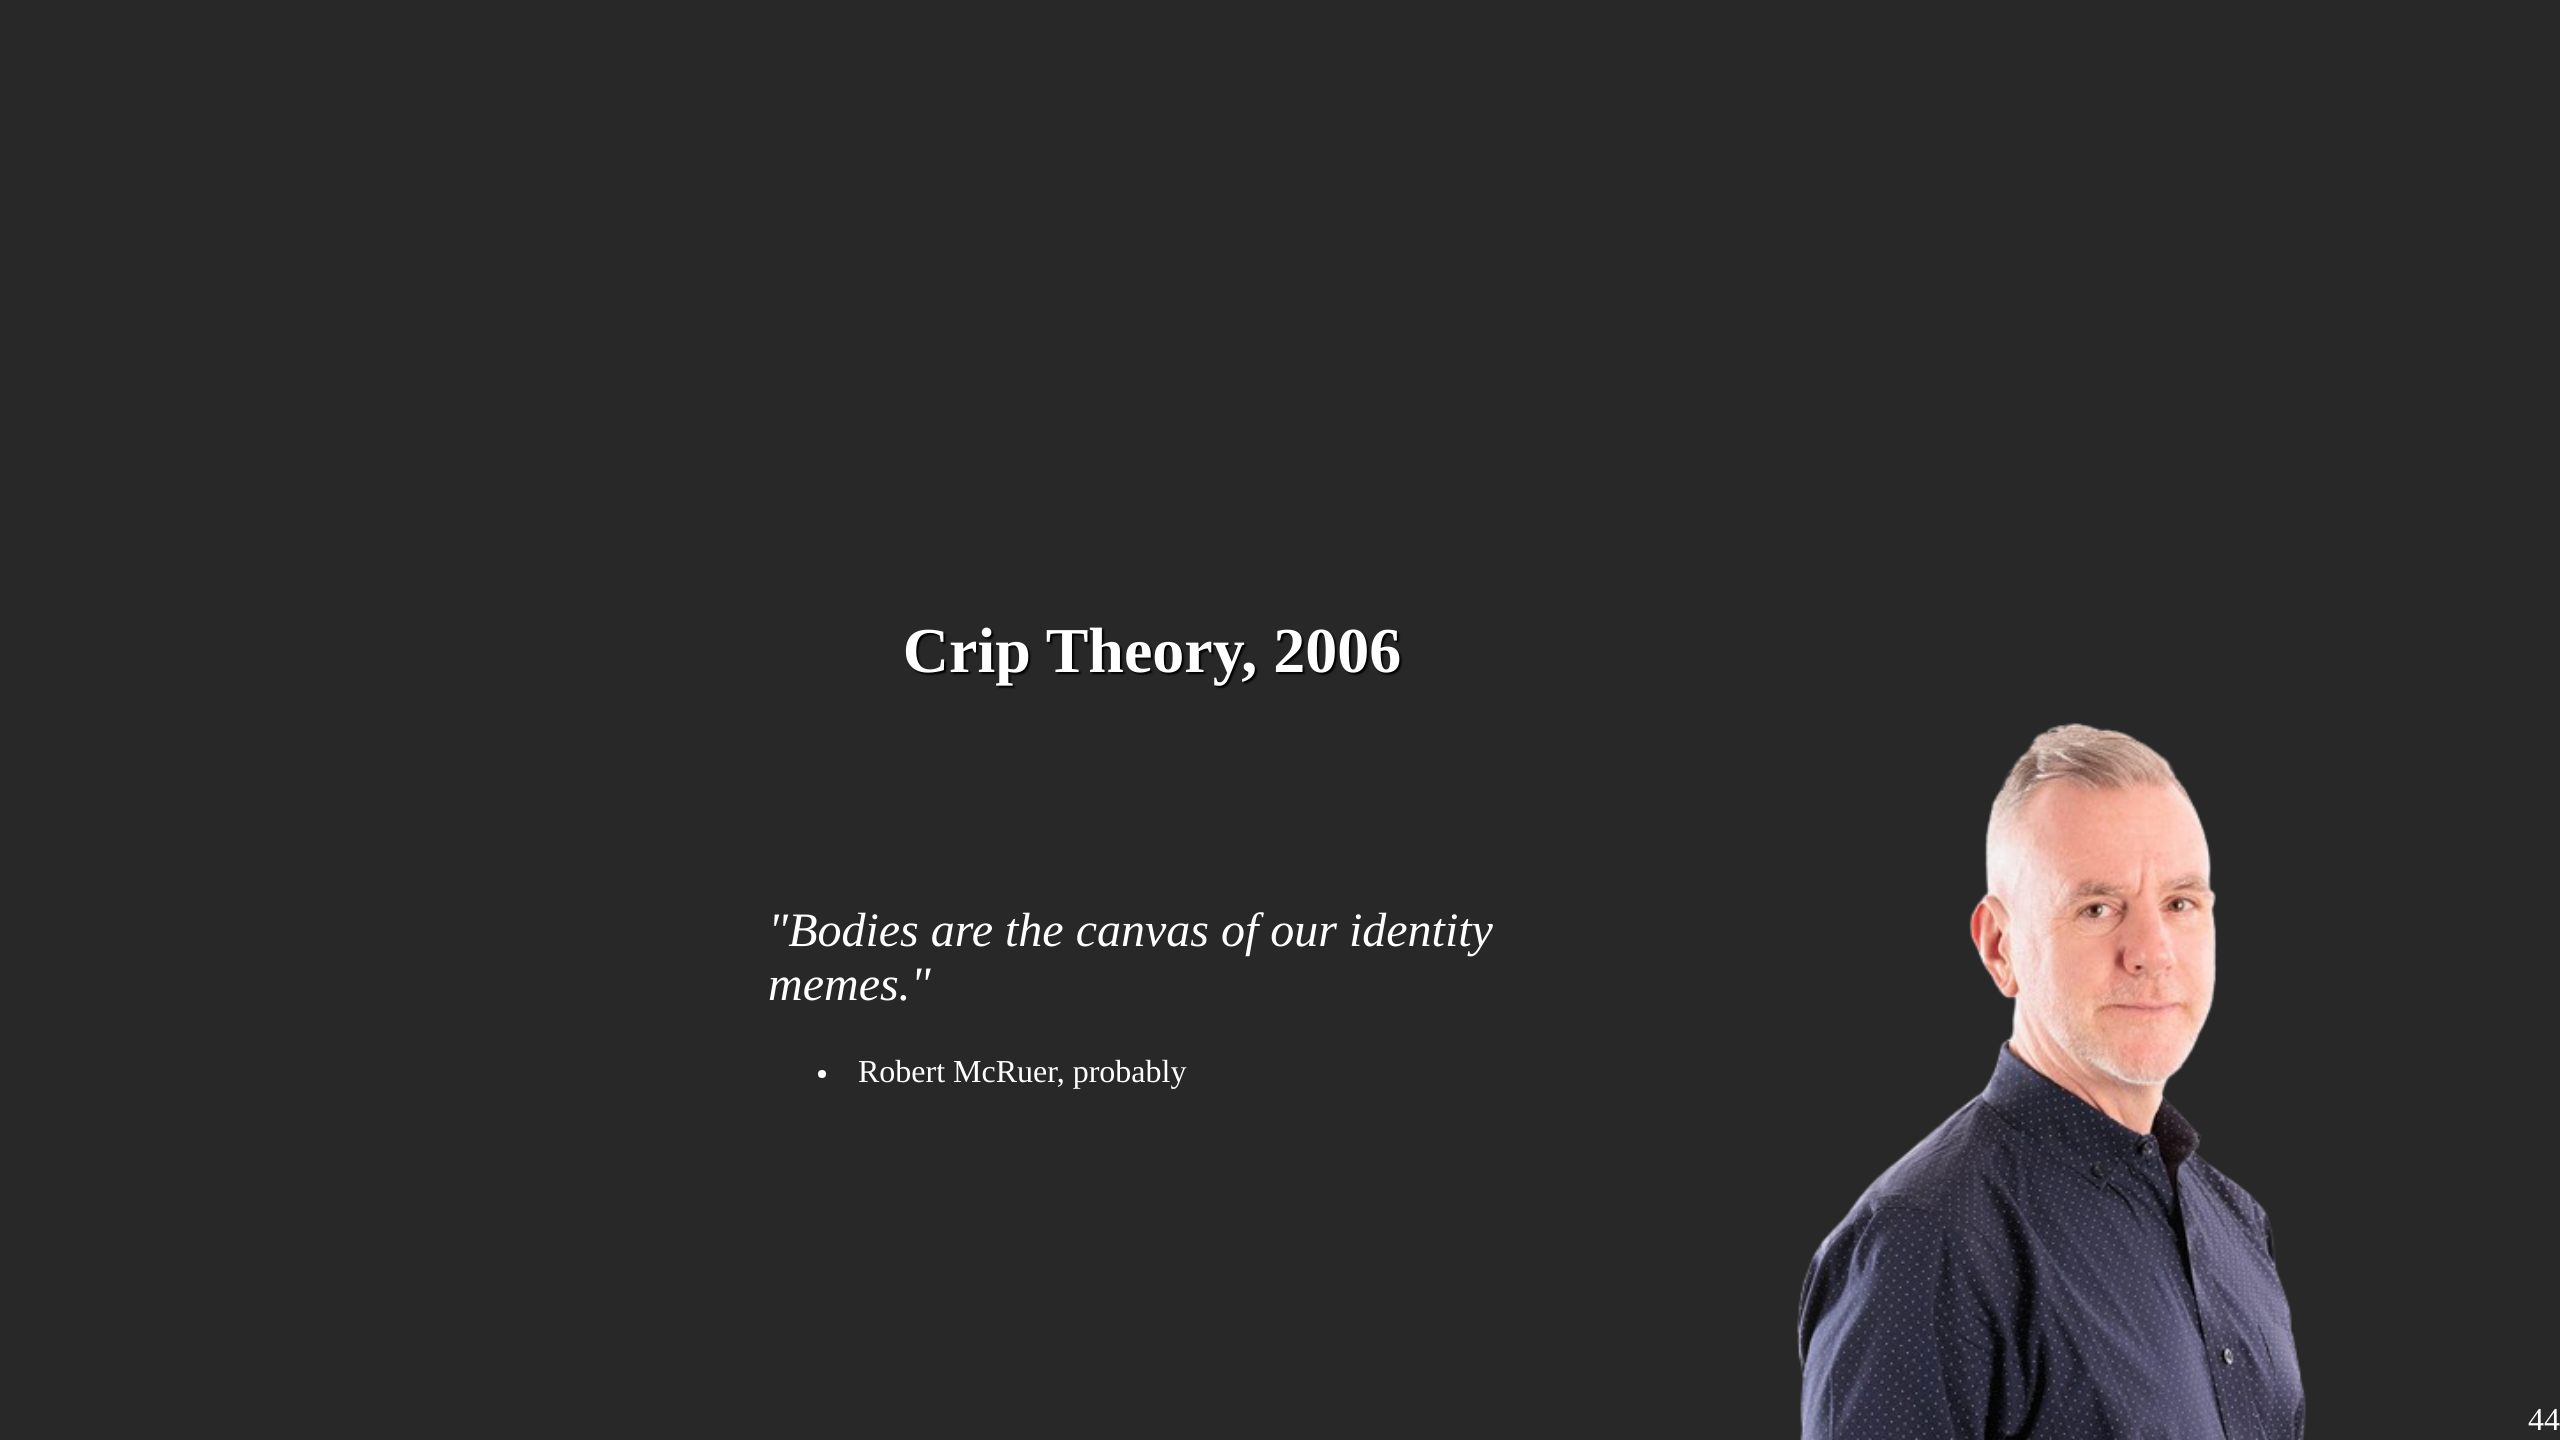 Crip Theory, 2006
"Bodies are the canvas of our identity
memes."
• Robert McRuer, probably
44